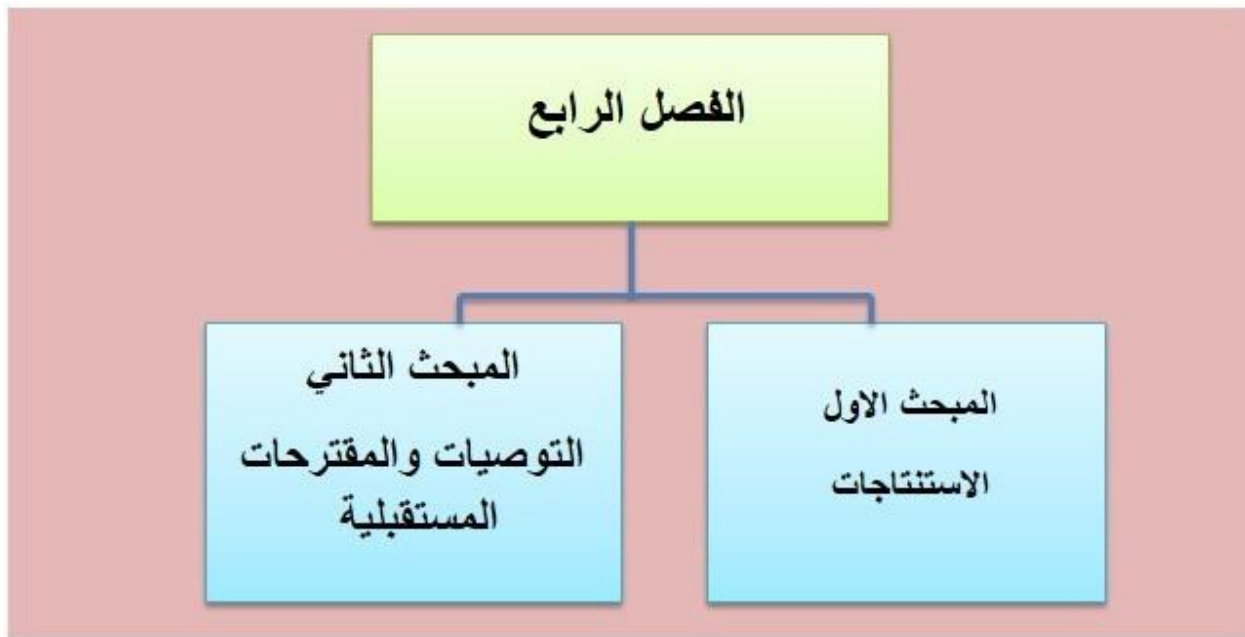 الفصل الرابع
المبحث الاول
الاستنتاجات
المبحث الثاني
التوصيات والمقترحات
المستقبلية